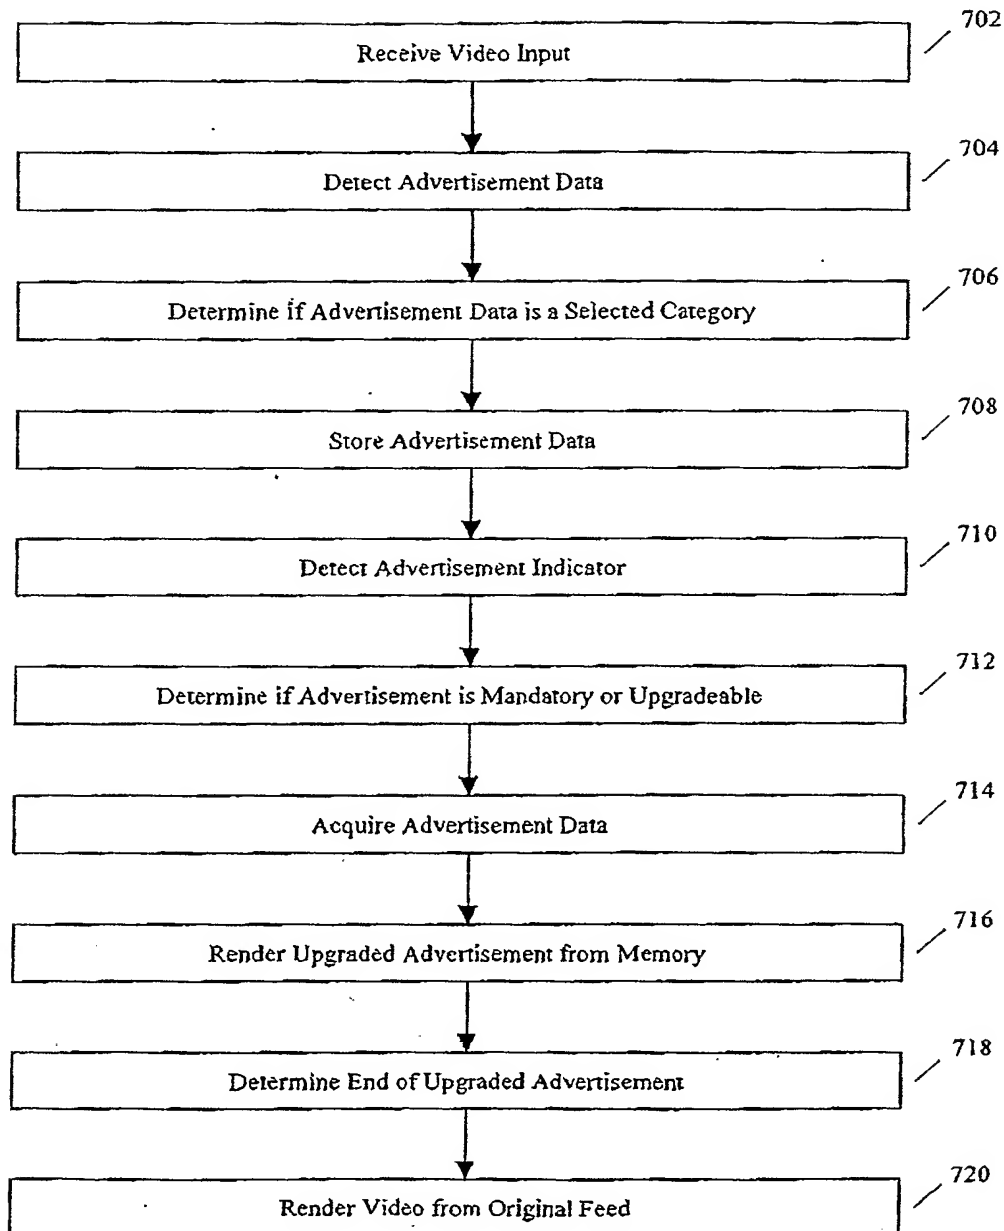 702
Receive Video Input
704
Detect Advertisement Data
706
Determine if Advertisement Data is a Selected Category
708
Store Advertisement Data
710
Detect Advertisement Indicator
712
Determine if Advertisement is Mandatory or Upgradeable
714
Acquire Advertisement Data
716
Render Upgraded Advertisement from Memory
718
Determine End of Upgraded Advertisement
720
Render Video from Original Feed